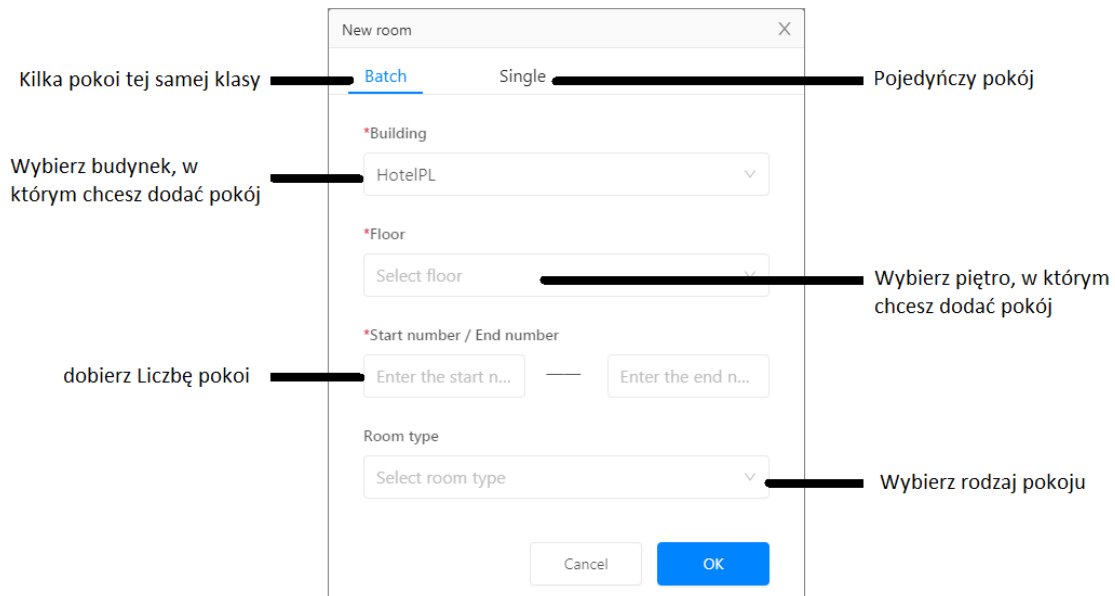 New room
Kilka pokoi tej samej klasy
Batch
Single
Pojedyńczy pokój
*Building
Wybierz budynek, w
którym chcesz dodać pokój
HotelPL
*Floor
Select floor
Wybierz piętro, w którym
chcesz dodać pokój
*Start number / End number
dobierz Liczbę pokoi
Enter the start n...
Enter the end n...
Room type
Select room type
Wybierz rodzaj pokoju
Cancel
OK